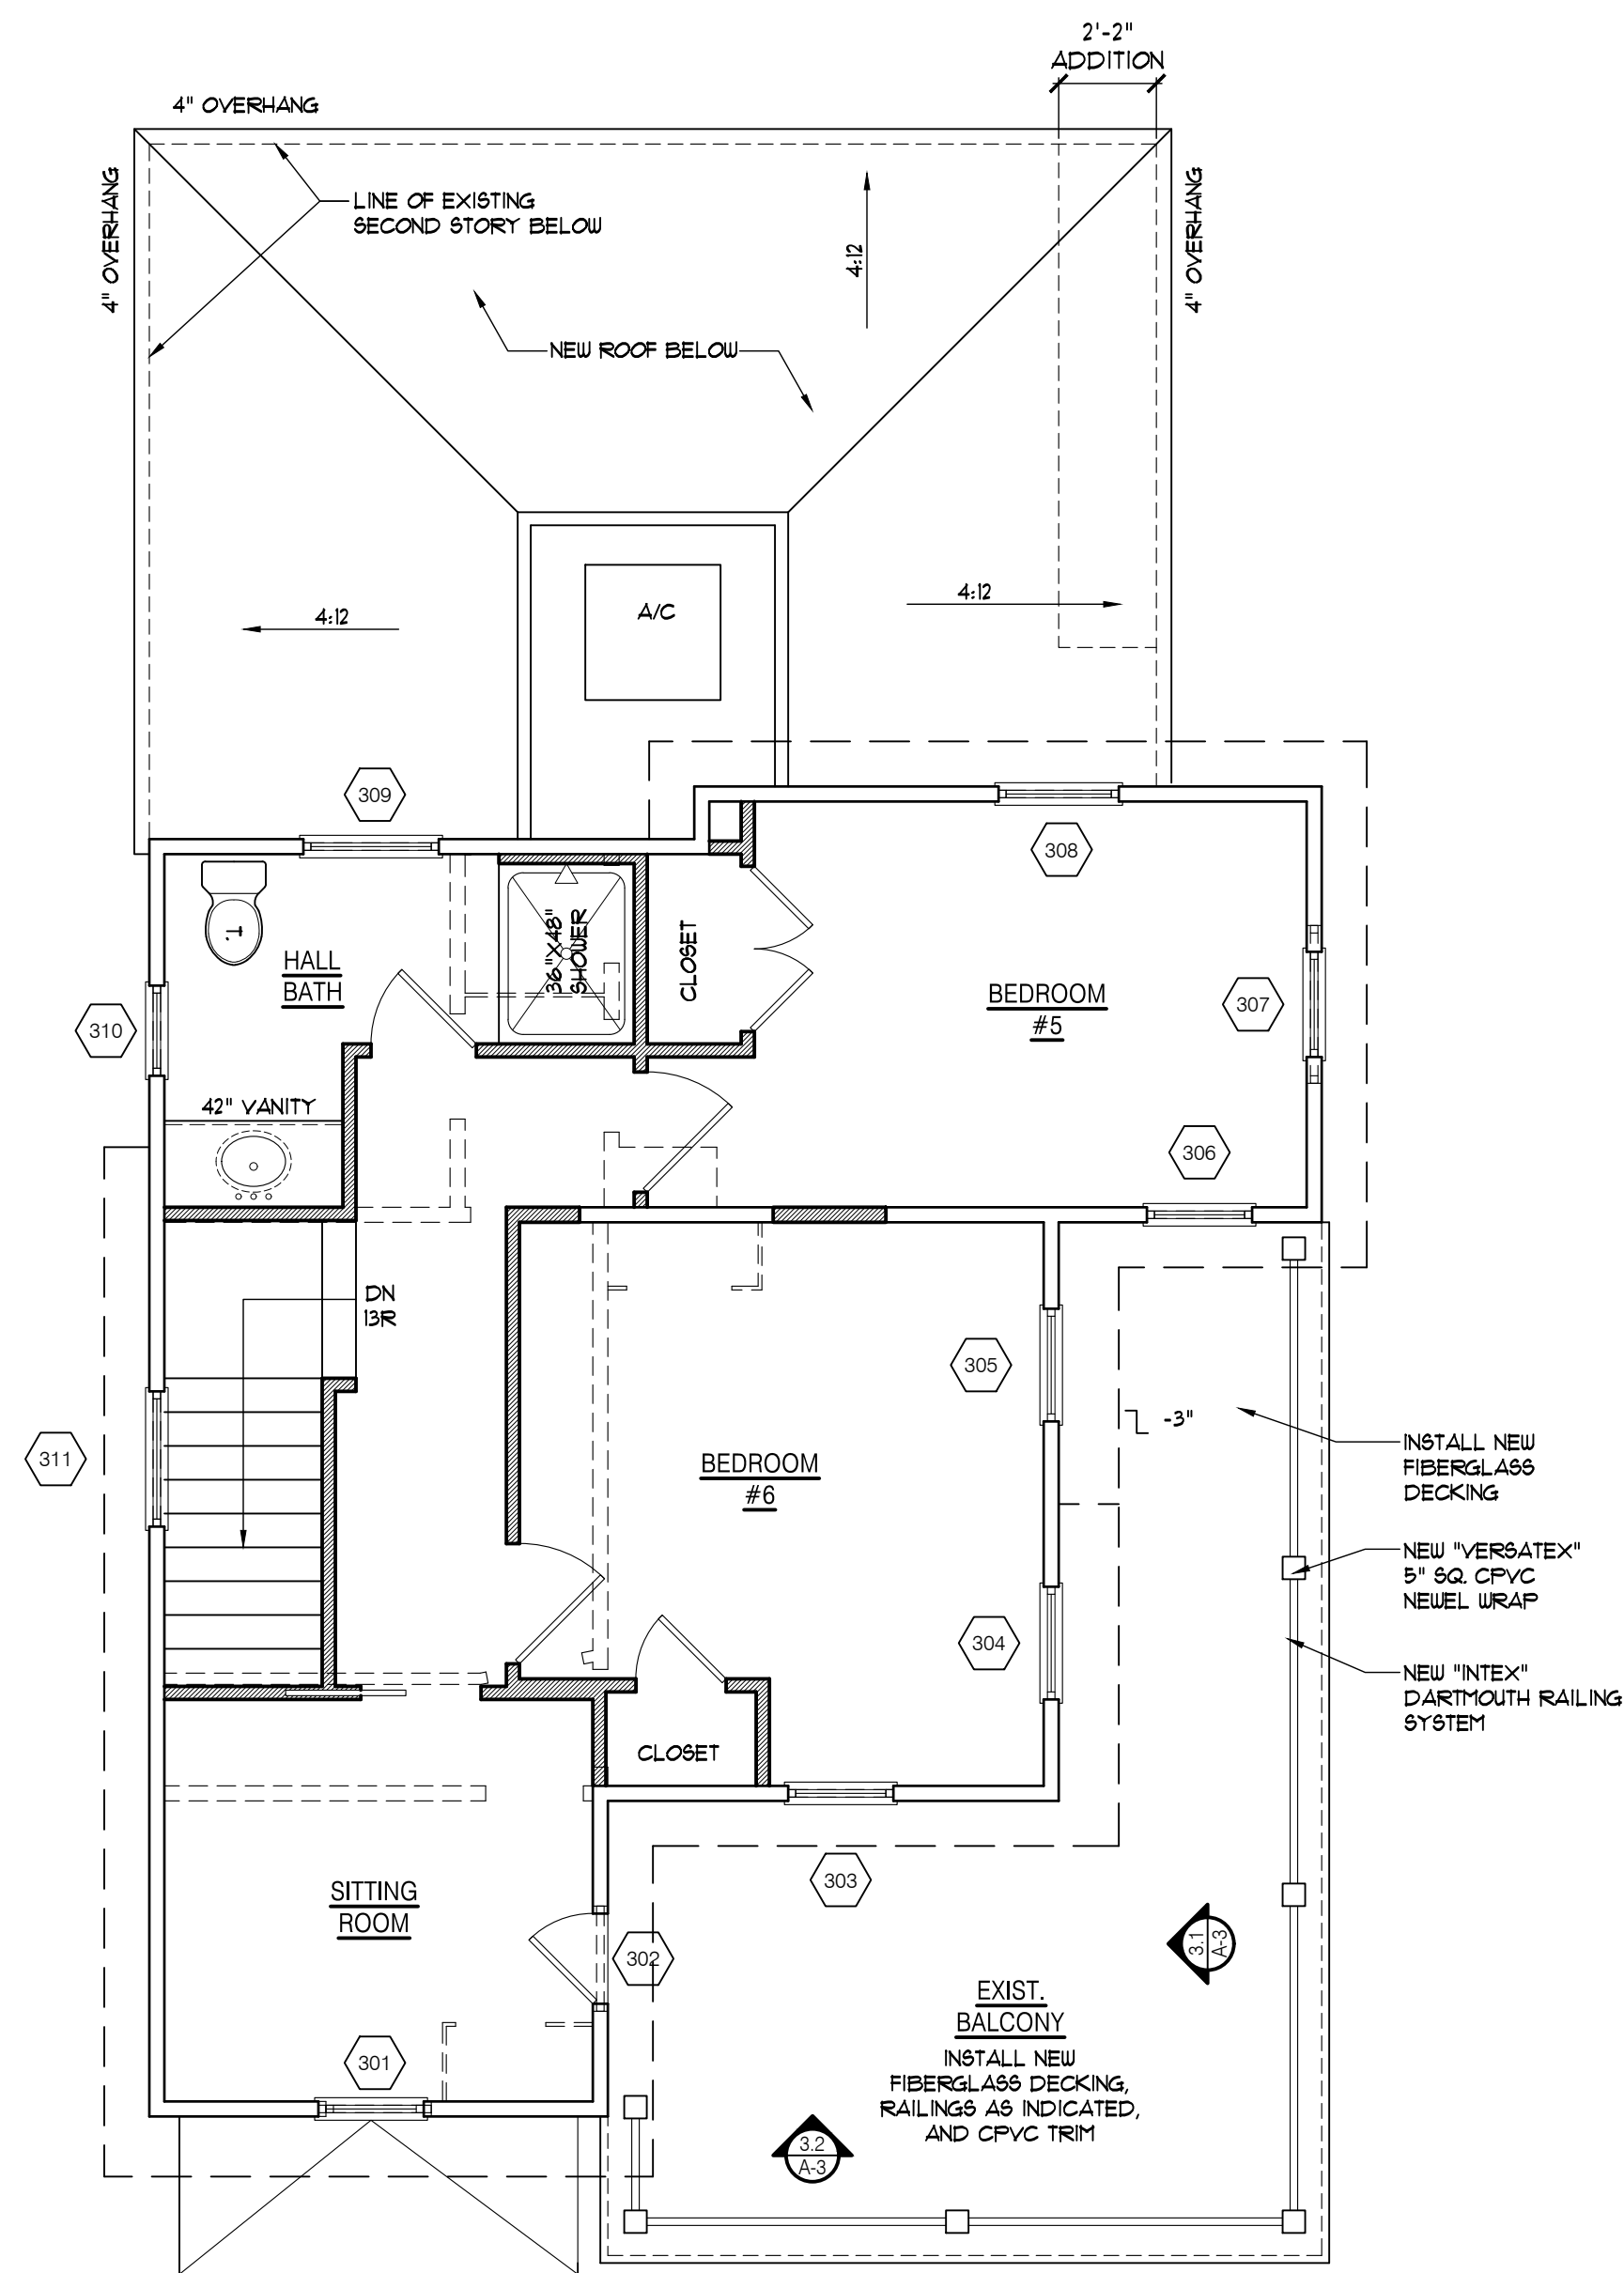 2'-2"
ADDITION
4" OVERHANG
4" OVERHANG
4" OVERHANG
LINE OF EXISTING
SECOND STORY BELOW
4:12
NEW ROOF BELOW
4:12
4:12
A/C
309
308
T.
HALL
BATH
36"X48"
SHOWER
CLOSET
BEDROOM
#5
307
310
42" VANITY
306
DN
13R
305
-3"
INSTALL NEW
FIBERGLASS
DECKING
311
BEDROOM
#6
NEW "VERSATEX"
5" SQ. CPVC
NEWEL WRAP
304
NEW "INTEX"
DARTMOUTH RAILING
SYSTEM
CLOSET
303
SITTING
ROOM
302
3.1
A-3
EXIST.
BALCONY
INSTALL NEW
FIBERGLASS DECKING,
RAILINGS AS INDICATED,
AND CPVC TRIM
301
3.2
A-3